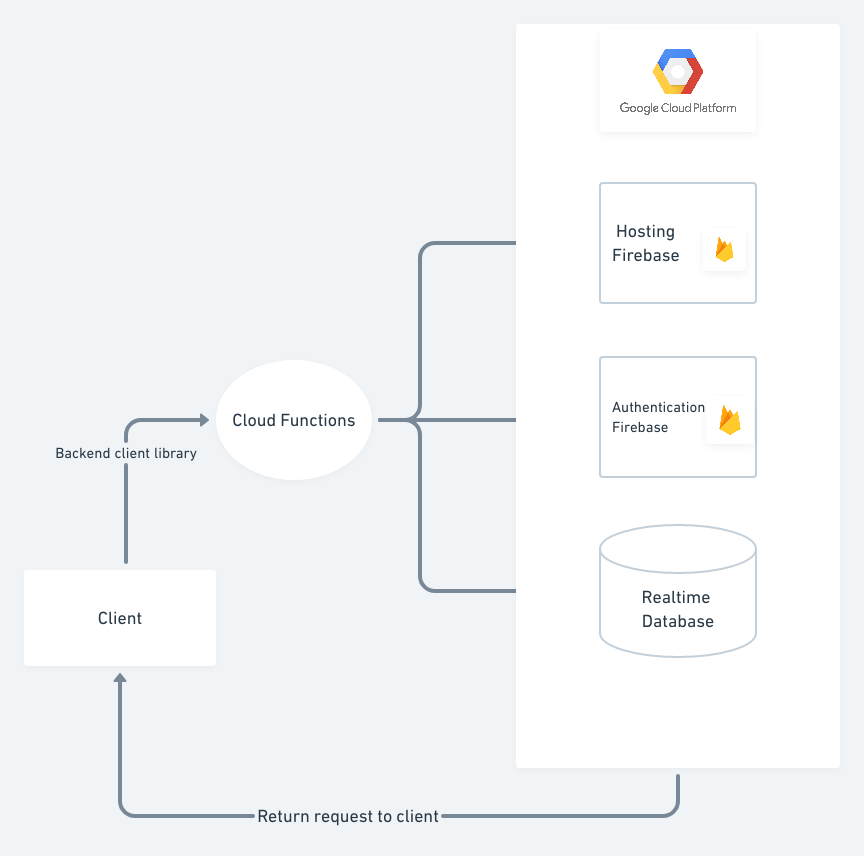 Google Cloud Platform
Hosting
Firebase
Authentication
Firebase
Cloud Functions
Backend client library
Realtime
Database
Client
Return request to client